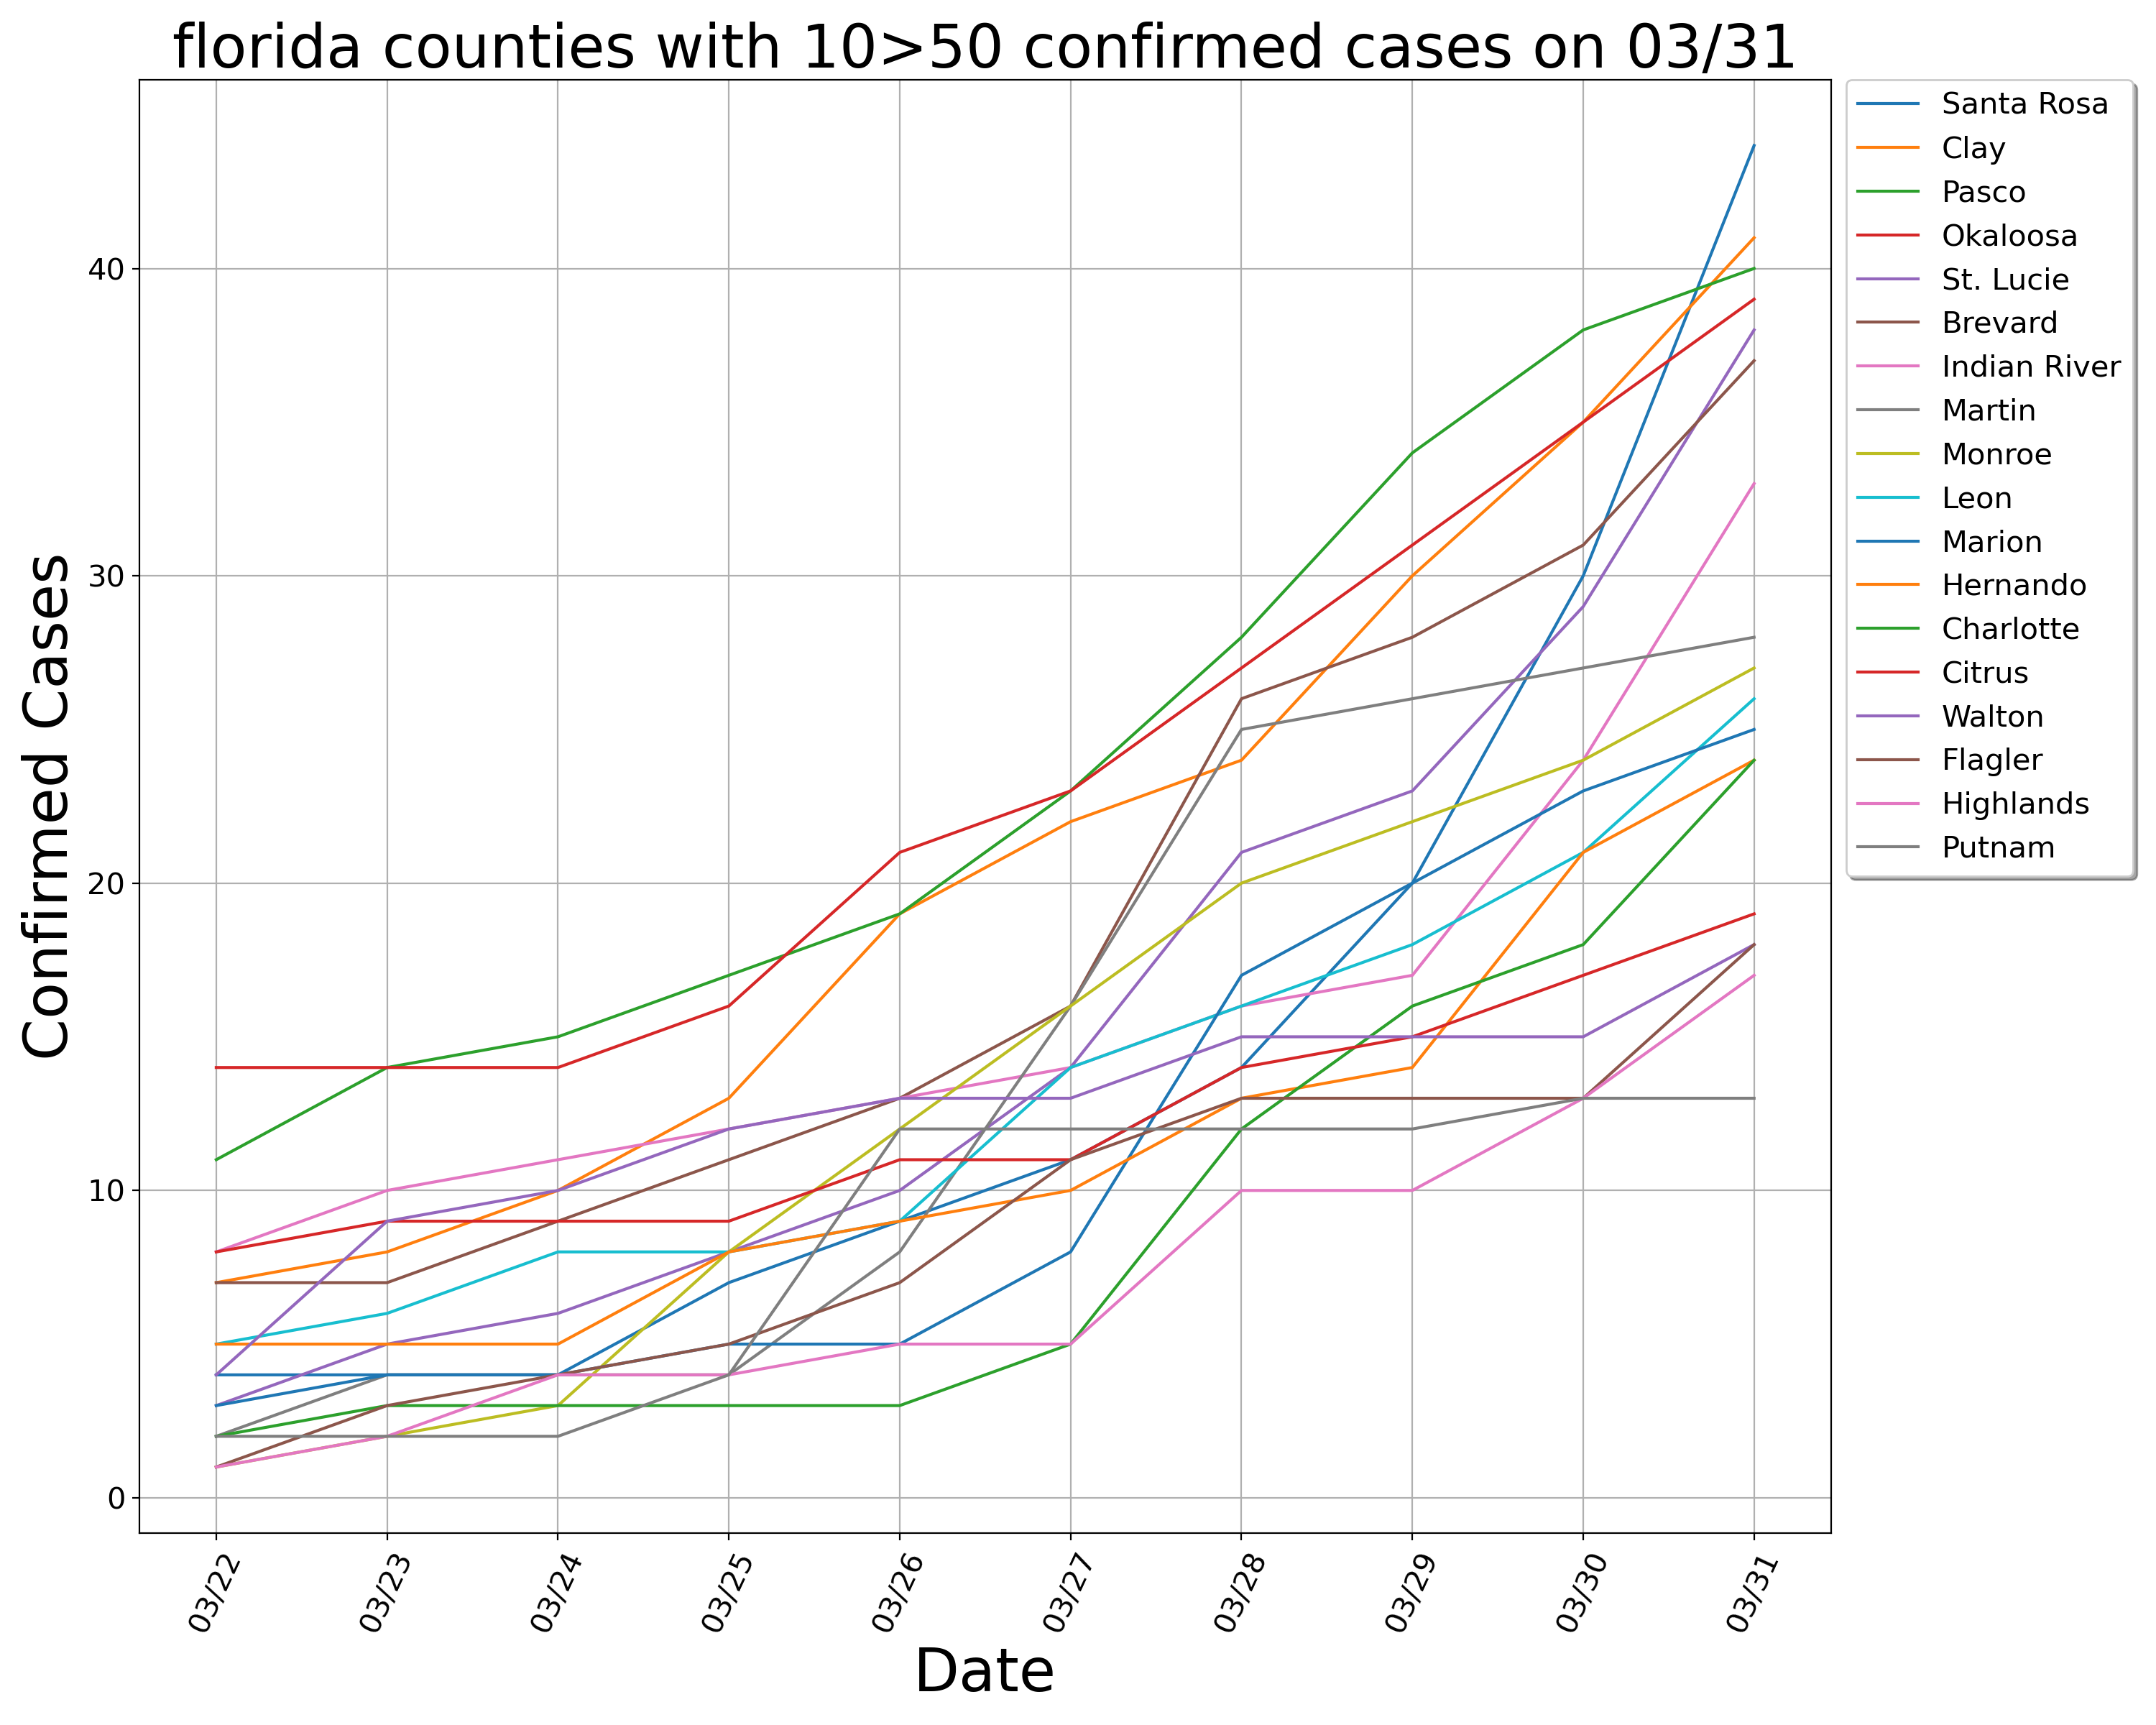 florida counties with 10>50 confirmed cases on 03/31
Santa Rosa
Clay
Pasco
Okaloosa
St. Lucie
Brevard
Indian River
Martin
Monroe
Leon
Marion
Hernando
Charlotte
Citrus
Walton
Flagler
Highlands
Putnam
Confirmed Cases
40
30
20
10
0
03/22
03/23
03/24
03/25
03/26
03/27
03/28
03/29
03/30
03/31
Date